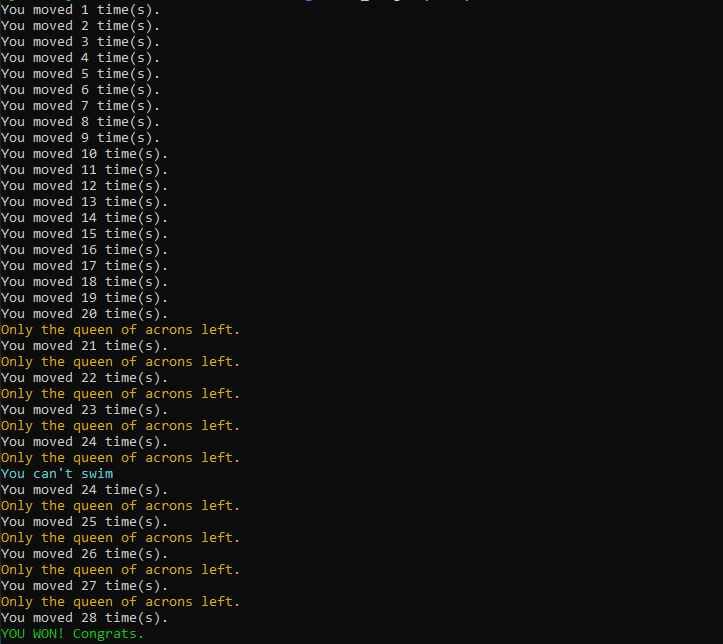 You moved 1 time(s).
You moved 2 time(s).
You moved 3 time(s).
You moved 4 time(s).
You moved 5 time(s).
You moved 6 time(s).
You moved 7 time(s).
You moved 8 time(s).
You moved 9 time(s).
You moved 10 time(s).
You moved 11 time(s).
You moved 12 time(s).
You moved 13 time(s).
You moved 14 time(s).
You moved 15 time(s).
You moved 16 time(s).
You moved 17 time(s).
You moved 18 time(s).
You moved 19 time(s).
You moved 20 time(s).
Only the queen of acrons left.
You moved 21 time(s).
Only the queen of acrons left.
You moved 22 time(s).
Only the queen of acrons left.
You moved 23 time(s).
Only the queen of acrons left.
You moved 24 time(s).
Only the queen of acrons left.
You can't swim
You moved 24 time(s).
Only the queen of acrons left.
You moved 25 time(s).
Only the queen of acrons left.
You moved 26 time(s).
Only the queen of acrons left.
You moved 27 time(s).
Only the queen of acrons left.
You moved 28 time(s).
YOU WON! Congrats.